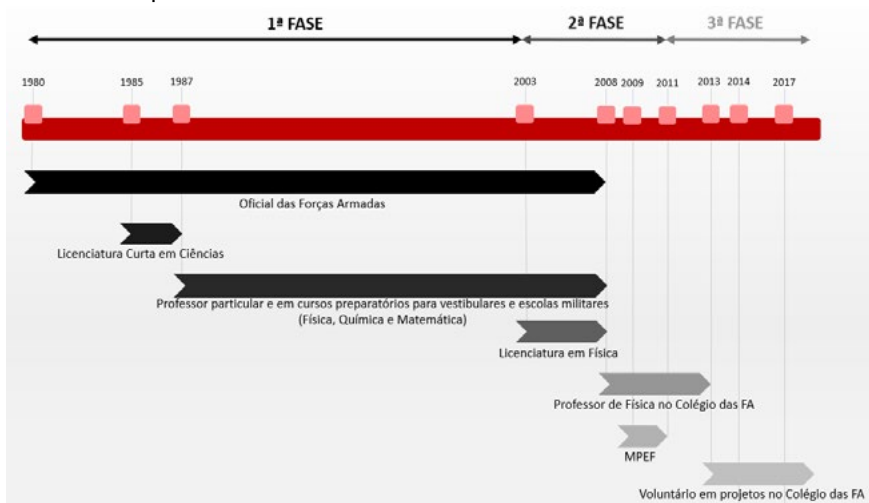 1ª FASE 2ª FASE 3ª FASE
1980 1985 1987 2003 2008 2009 2011 2013 2014 2017
Oficial das Forças Armadas
Licenciatura Curta em Ciências
Professor particular e em cursos preparatórios para vestibulares e escolas militares
(Física, Química e Matemática)
Licenciatura em Física
Professor de Física no Colégio das FA
MPEF
Voluntário em projetos no Colégio das FA